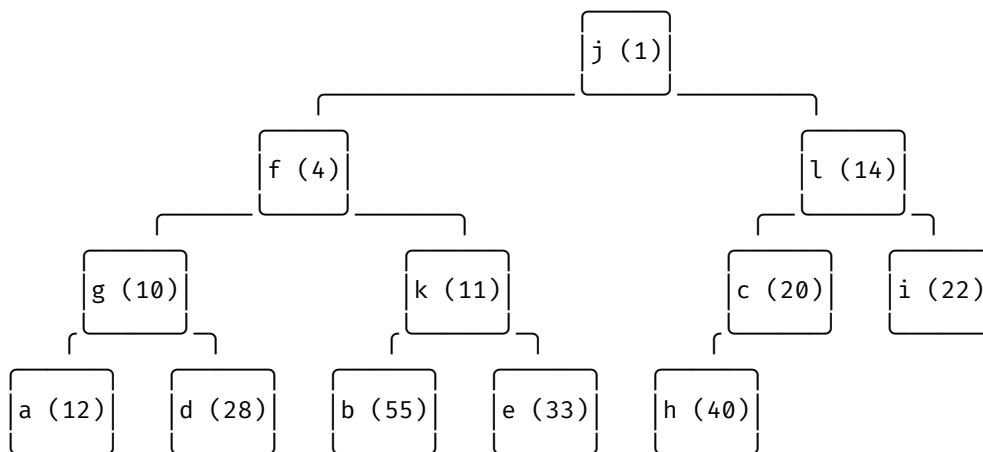 j (1)
f (4) l (14)
g (10) k (11) c (20) i (22)
a (12) d (28) b (55) e (33) h (40)